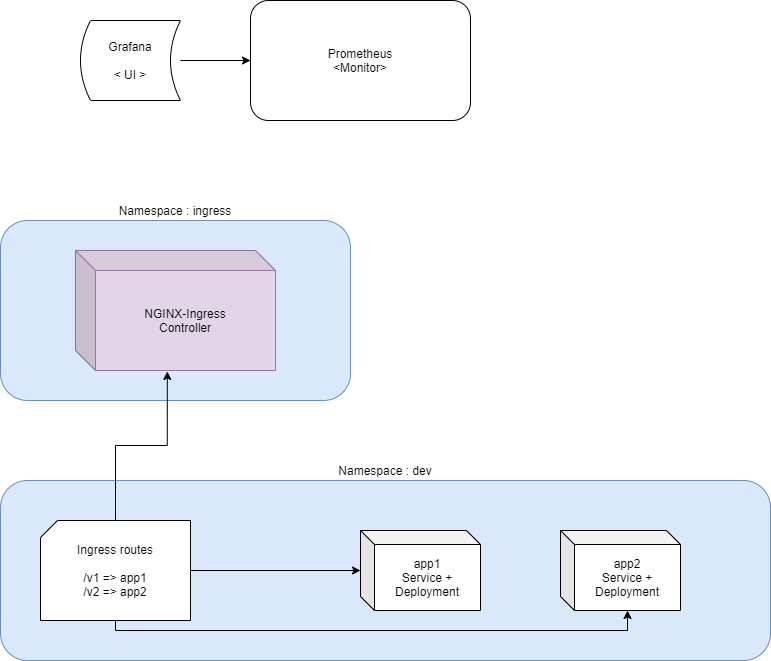 Grafana
< UI >
Prometheus
<Monitor>
Namespace : ingress
NGINX-Ingress
Controller
Namespace : dev
Ingress routes
/v1 => app1
/v2 => app2
app1
Service +
Deployment
app2
Service +
Deployment